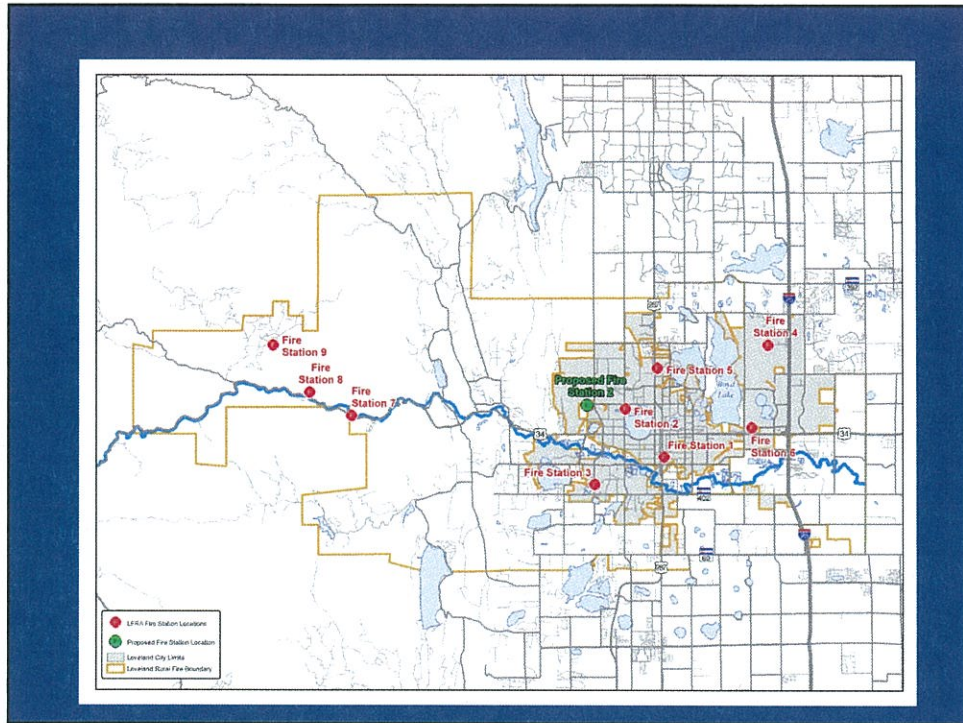 Fire
Station 4
287
Fire
Station 9
Fire
Station 8
Fire
Station 7
Proposed Fire
Station 2
Fire Station 5
Fire
Station 2
34
34
Fire Station 1
Fire
Station 6
Fire Station 3
402
60
287
LFRA Fire Station Locations
Proposed Fire Station Location
Loveland City Limits
Loveland Rural Fire Boundary